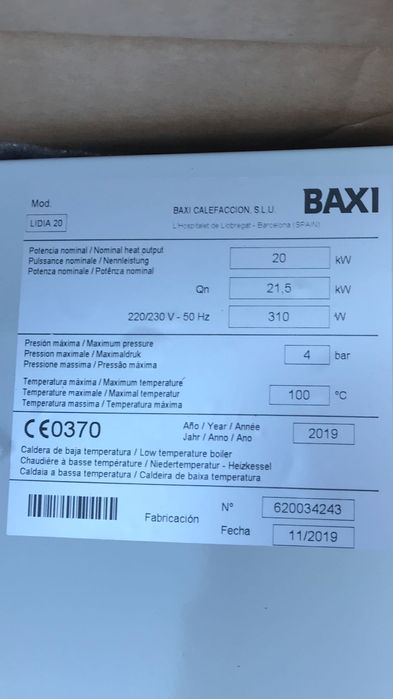 BAXI
Mod.
BAXI CALEFACCION, S.L.U.
LIDIA 20
L'Hospitalet de Llobregat - Barcelona (SPAIN)
Potencia nominal / Nominal heat output
Puissance nominale / Nennleistung
Potenza nominale / Potênza nominal
20 kW
Qn 21,5 kW
220/230 V - 50 Hz 310 W
Presión máxima / Maximum pressure
Pression maximale / Maximaldruk
Pressione massima / Pressão máxima
4 bar
Temperatura máxima / Maximum temperature
Temperature maximale / Maximal temperatur
Temperatura massima / Temperatura máxima
100 °C
CE0370
Año / Year / Année
Jahr / Anno / Ano
2019
Caldera de baja temperatura / Low temperature boiler
Chaudière à basse température / Niedertemperatur - Heizkessel
Caldaia a bassa temperatura / Caldeira de baixa temperatura
Fabricación
N° 620034243
Fecha 11/2019